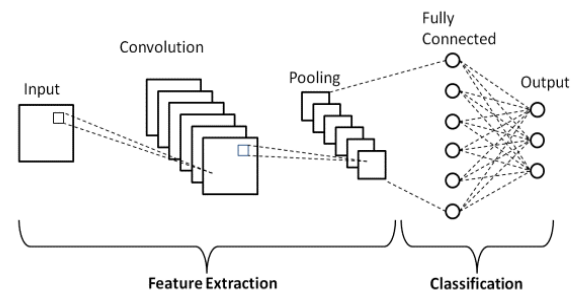 Input
Convolution
Pooling
Fully
Connected
Output
Feature Extraction
Classification